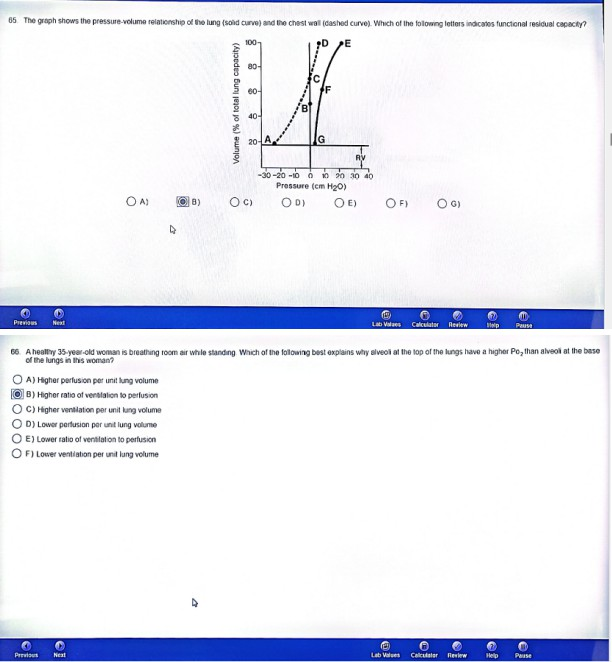 65. The graph shows the pressure-volume relationship of the lung (solid curve) and the chest wall (dashed curve). Which of the following letters indicates functional residual capacity?
Volume (% of total lung capacity)
100
80
60
40
20
D
E
C
F
B
A
G
RV
-30 -20 -10 0 10 20 30 40
Pressure (cm H2O)
A) B) C) D) E) F) G)
Previous Next Lab Values Calculator Review Help Pause
66. A healthy 35-year-old woman is breathing room air while standing. Which of the following best explains why alveoli at the top of the lungs have a higher Po2 than alveoli at the base
of the lungs in this woman?
A) Higher perfusion per unit lung volume
B) Higher ratio of ventilation to perfusion
C) Higher ventilation per unit lung volume
D) Lower perfusion per unit lung volume
E) Lower ratio of ventilation to perfusion
F) Lower ventilation per unit lung volume
Previous Next Lab Values Calculator Review Help Pause